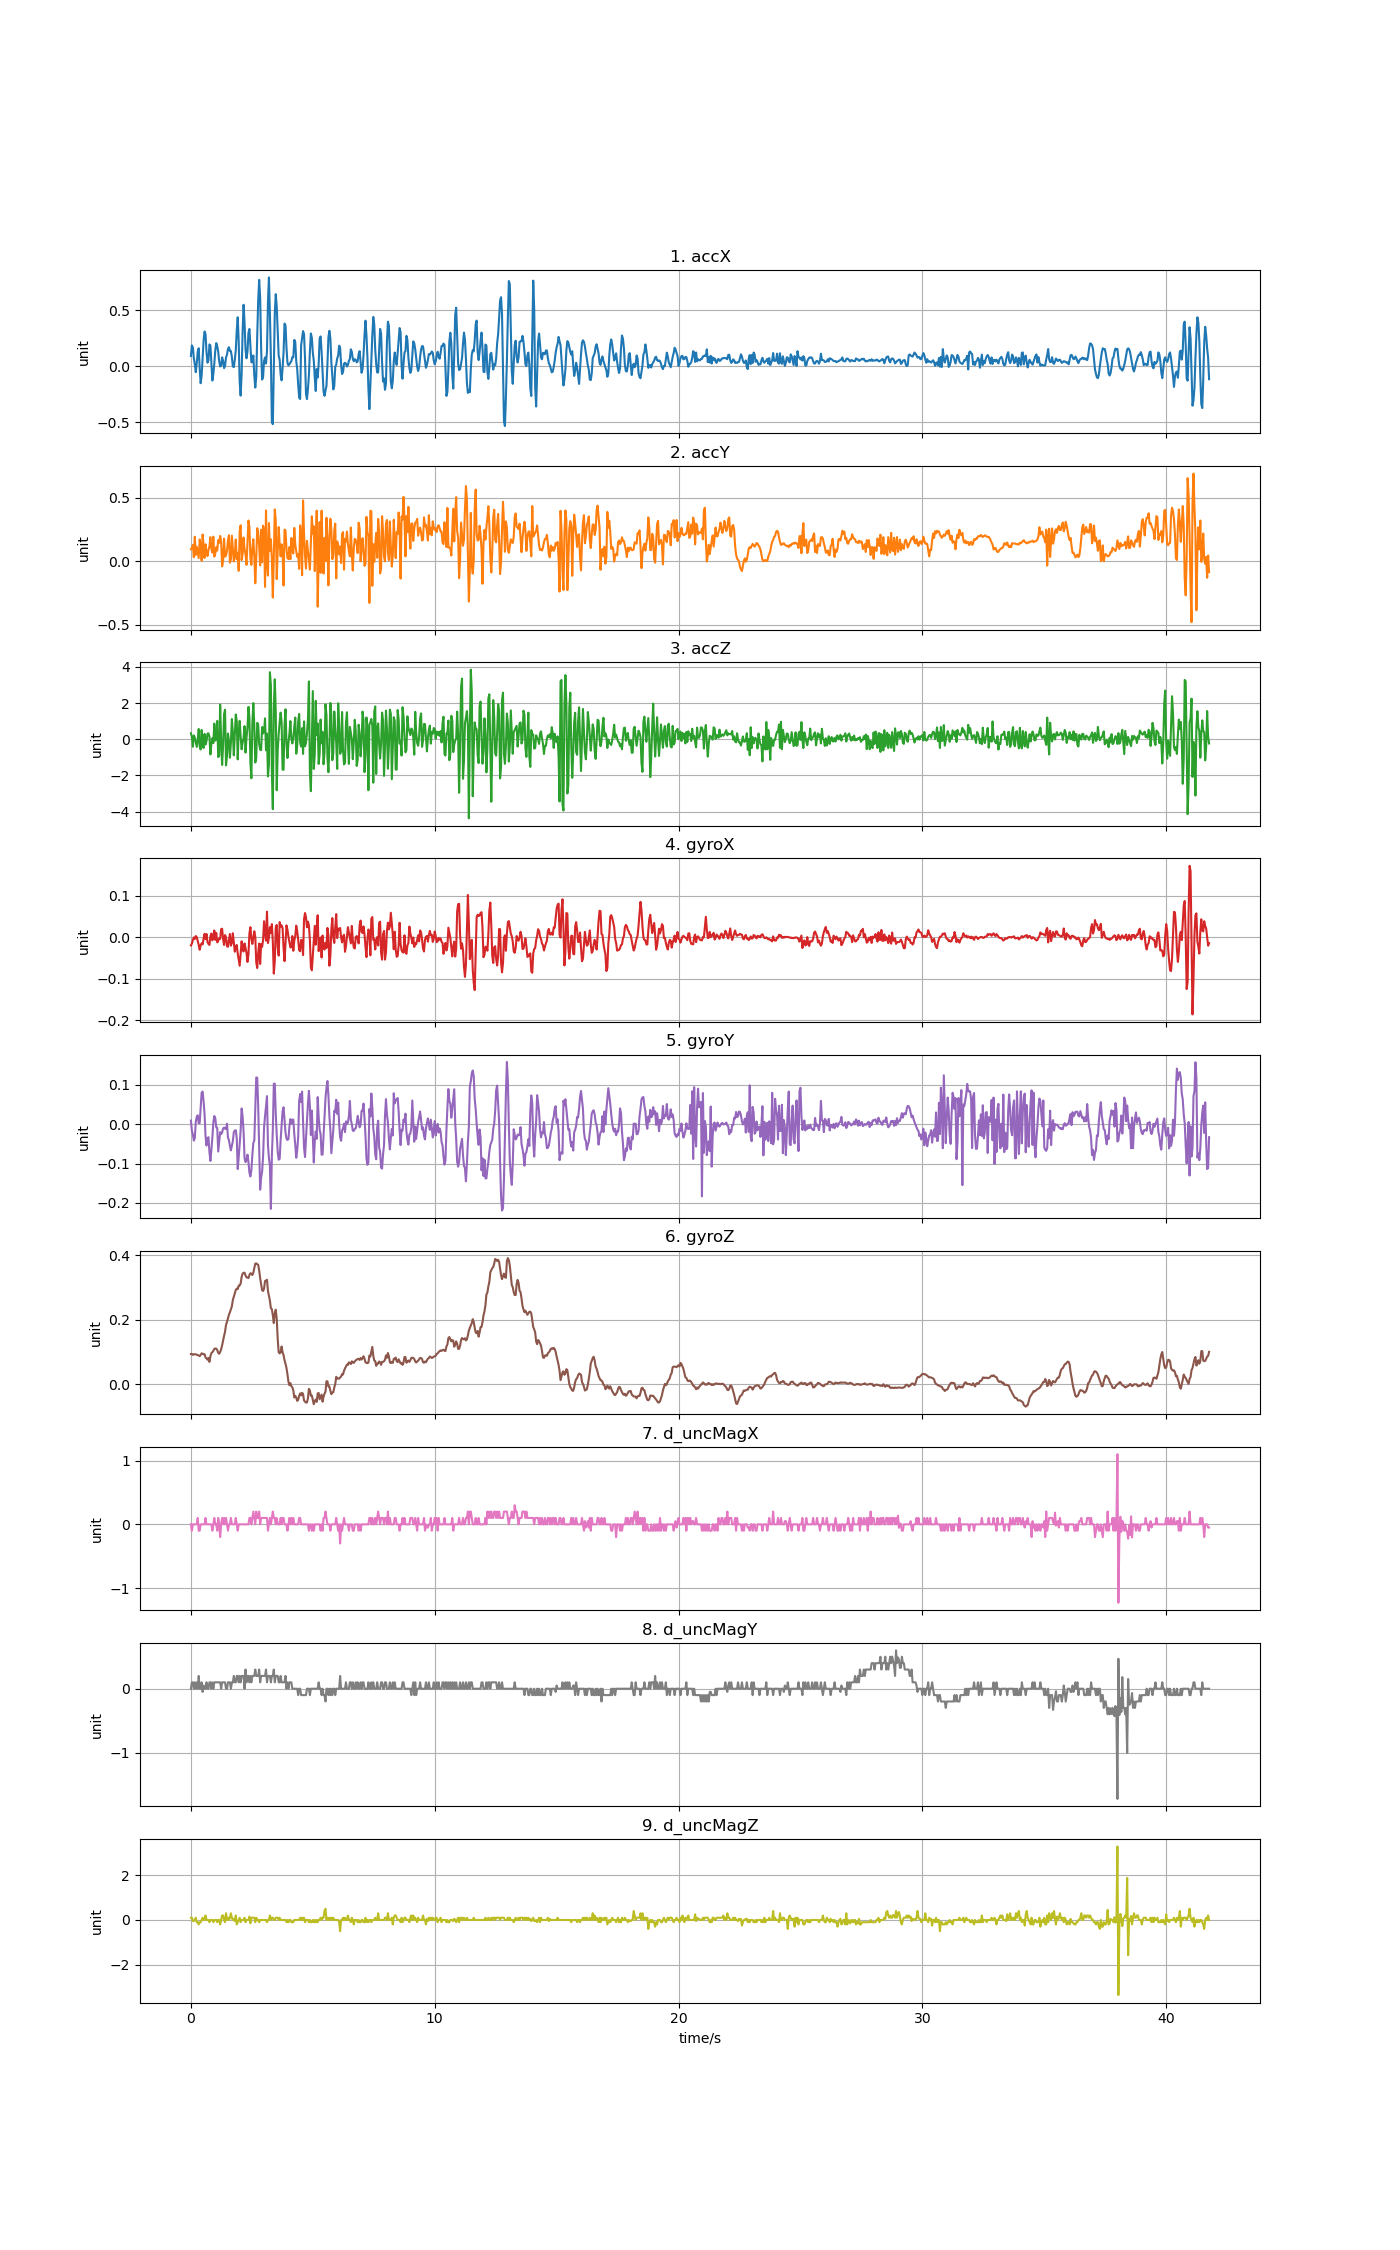 1. accX
unit
0.5
0.0
−0.5
2. accY
unit
0.5
0.0
−0.5
3. accZ
unit
4
2
0
−2
−4
4. gyroX
unit
0.1
0.0
−0.1
−0.2
5. gyroY
unit
0.1
0.0
−0.1
−0.2
6. gyroZ
unit
0.4
0.2
0.0
7. d_uncMagX
unit
1
0
−1
8. d_uncMagY
unit
0
−1
9. d_uncMagZ
unit
2
0
−2
0 10 20 30 40
time/s